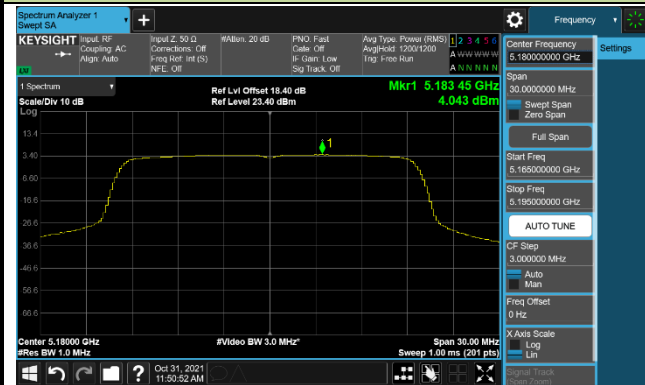 Spectrum Analyzer 1
Swept SA
Frequency
KEYSIGHT
Input: RF
Coupling: AC
Align: Auto
Input Z: 50 Ω
Corrections: Off
Freq Ref: Int (S)
NFE: Off
#Atten: 20 dB
PNO: Fast
Gate: Off
IF Gain: Low
Sig Track: Off
Avg Type: Power (RMS)
Avg|Hold: 1200/1200
Trig: Free Run
1 2 3 4 5 6
A W W W W W
A N N N N N
1 Spectrum
Scale/Div 10 dB
Log
Ref Lvl Offset 18.40 dB
Ref Level 23.40 dBm
Mkr1 5.183 45 GHz
4.043 dBm
13.4
3.40
-6.60
-16.6
-26.6
-36.6
-46.6
-56.6
-66.6
1
Center 5.18000 GHz
#Res BW 1.0 MHz
#Video BW 3.0 MHz*
Span 30.00 MHz
Sweep 1.00 ms (201 pts)
Oct 31, 2021
11:50:52 AM
Center Frequency
5.180000000 GHz
Span
30.0000000 MHz
Swept Span
Zero Span
Full Span
Start Freq
5.165000000 GHz
Stop Freq
5.195000000 GHz
AUTO TUNE
CF Step
3.000000 MHz
Auto
Man
Freq Offset
0 Hz
X Axis Scale
Log
Lin
Signal Track
(Span Zoom)
Settings